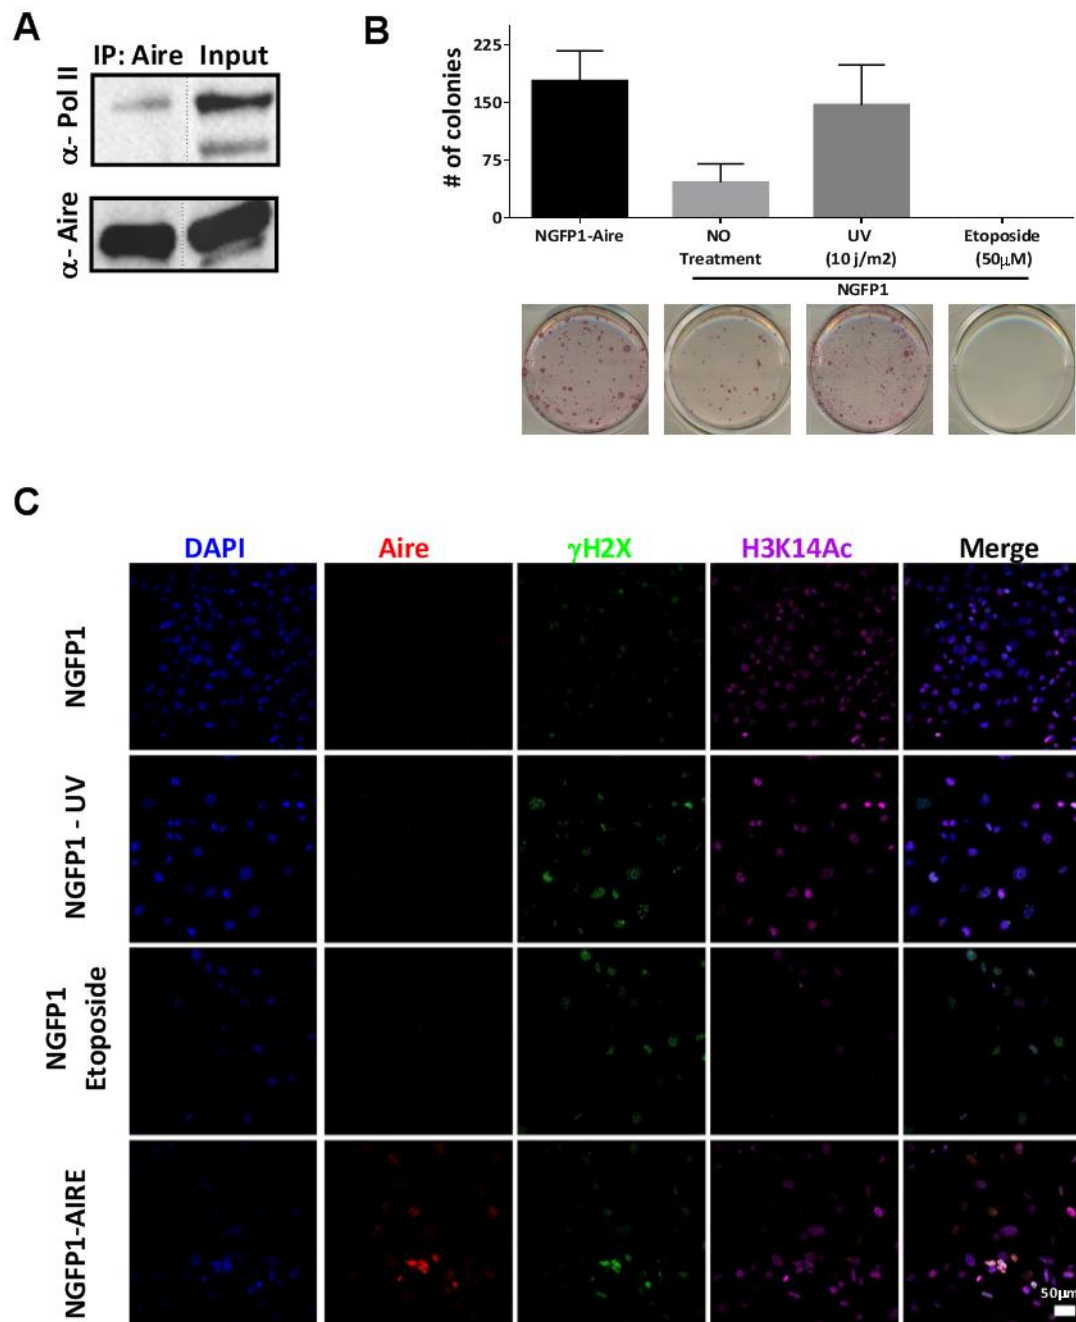 A
IP: Aire Input
α- Pol II
α- Aire
B
# of colonies
225
150
75
0
NGFP1-Aire
NO
Treatment
UV
(10 j/m2)
Etoposide
(50μM)
NGFP1
C
DAPI Aire γH2X H3K14Ac Merge
NGFP1
NGFP1 - UV
NGFP1
Etoposide
NGFP1-AIRE
50μm